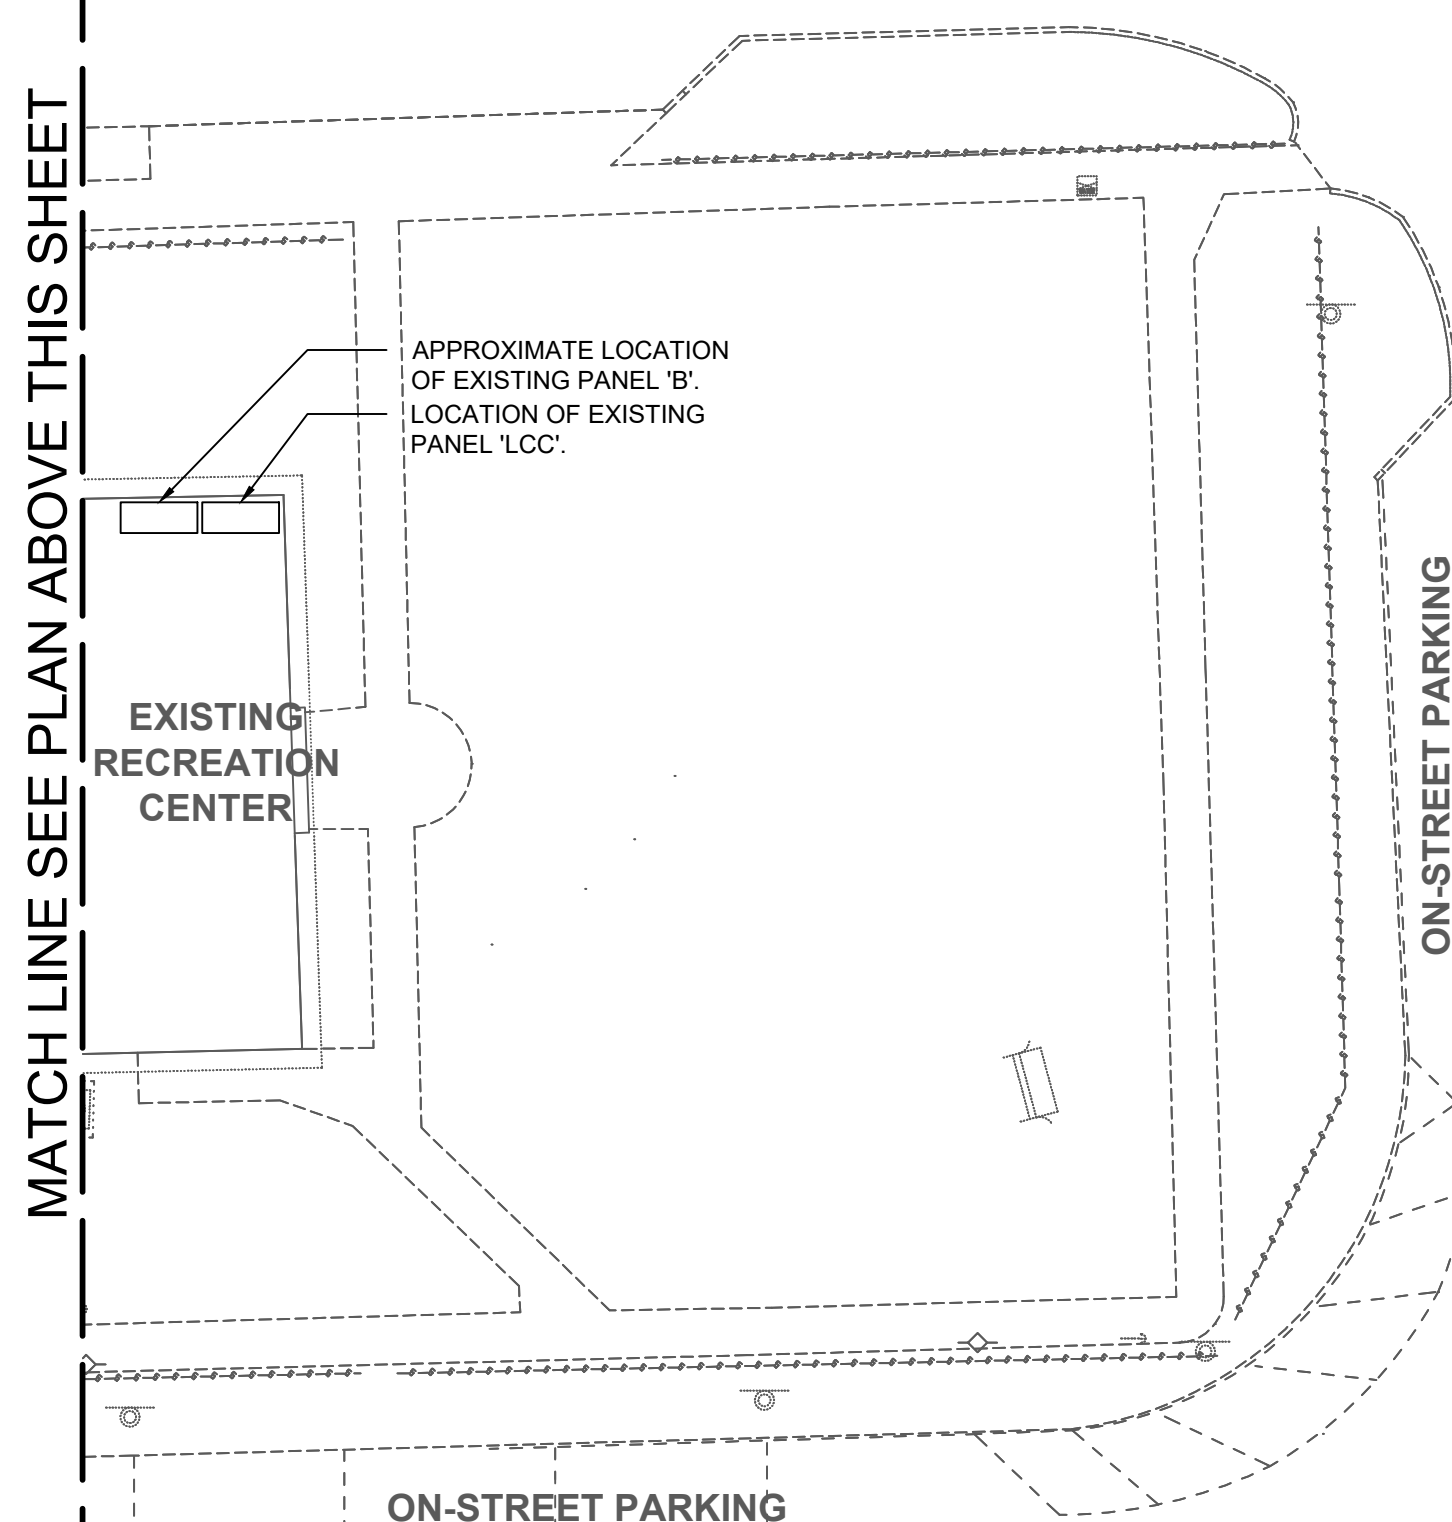 MATCH LINE SEE PLAN ABOVE THIS SHEET
APPROXIMATE LOCATION
OF EXISTING PANEL 'B'.
LOCATION OF EXISTING
PANEL 'LCC'.
EXISTING
RECREATION
CENTER
ON-STREET PARKING
ON-STREET PARKING